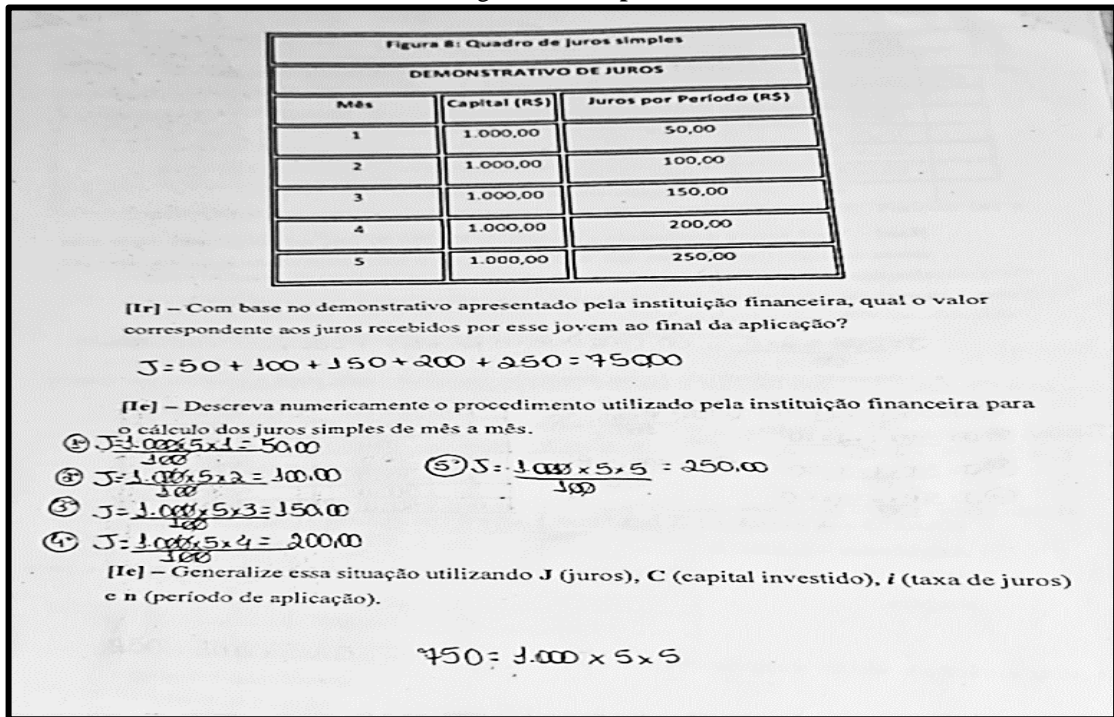 Figura 8: Quadro de juros simples
DEMONSTRATIVO DE JUROS
Mês Capital (R$) Juros por Período (R$)
1 1.000,00 50,00
2 1.000,00 100,00
3 1.000,00 150,00
4 1.000,00 200,00
5 1.000,00 250,00
[Ir] – Com base no demonstrativo apresentado pela instituição financeira, qual o valor
correspondente aos juros recebidos por esse jovem ao final da aplicação?
J = 50 + 100 + 150 + 200 + 250 = 750,00
[Ie] – Descreva numericamente o procedimento utilizado pela instituição financeira para
o cálculo dos juros simples de mês a mês.
1º J = 1.000 x 5 x 1 = 50,00
100
2º J = 1.000 x 5 x 2 = 100,00
100
3º J = 1.000 x 5 x 3 = 150,00
100
4º J = 1.000 x 5 x 4 = 200,00
100
5º J = 1.000 x 5 x 5 = 250,00
100
[Ic] – Generalize essa situação utilizando J (juros), C (capital investido), i (taxa de juros)
e n (período de aplicação).
750 = 1.000 x 5 x 5